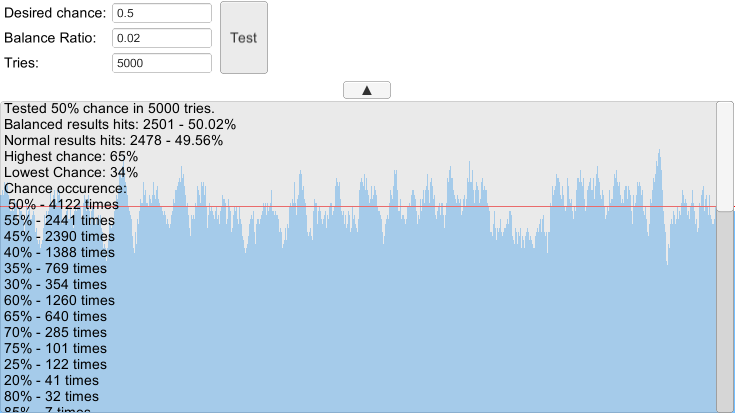 Desired chance: 0.5
Balance Ratio: 0.02
Test
Tries: 5000
Tested 50% chance in 5000 tries.
Balanced results hits: 2501 - 50.02%
Normal results hits: 2478 - 49.56%
Highest chance: 65%
Lowest Chance: 34%
Chance occurence:
50% - 4122 times
55% - 2441 times
45% - 2390 times
40% - 1388 times
35% - 769 times
30% - 354 times
60% - 1260 times
65% - 640 times
70% - 285 times
75% - 101 times
25% - 122 times
20% - 41 times
80% - 32 times
85% - 7 times